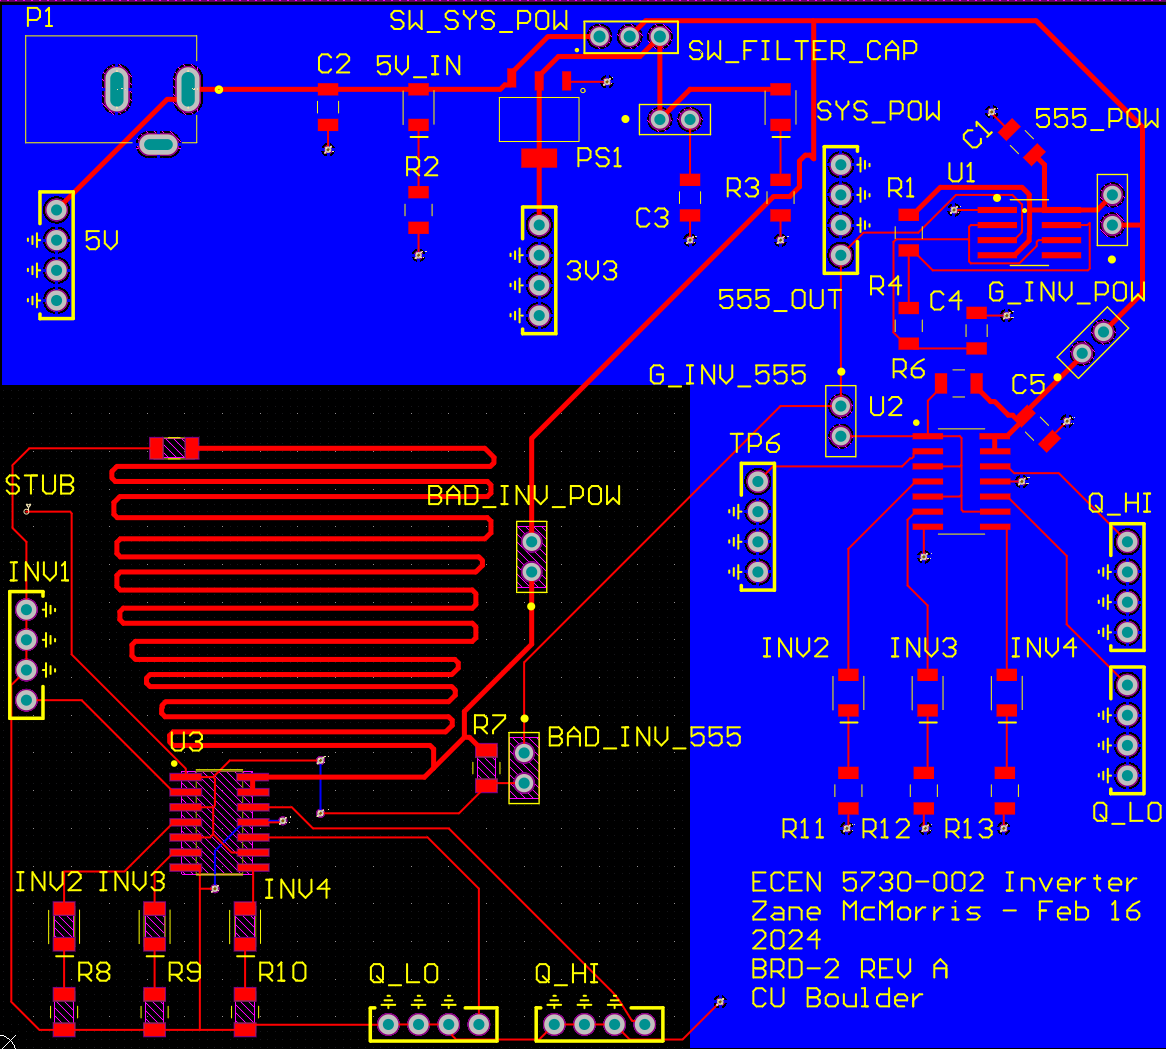 P1
SW_SYS_POW
SW_FILTER_CAP
C2
5V_IN
SYS_POW
555_POW
C1
PS1
R2
U1
R3
R1
C3
5V
3V3
555_OUT
R4
C4
G_INV_POW
G_INV_555
R6
C5
U2
TP6
STUB
BAD_INV_POW
Q_HI
INV1
INV2
INV3
INV4
R7
BAD_INV_555
U3
Q_LO
R11
R12
R13
INV2
INV3
INV4
R8
R9
R10
Q_LO
Q_HI
ECEN 5730-002 Inverter
Zane McMorris - Feb 16
2024
BRD-2 REV A
CU Boulder